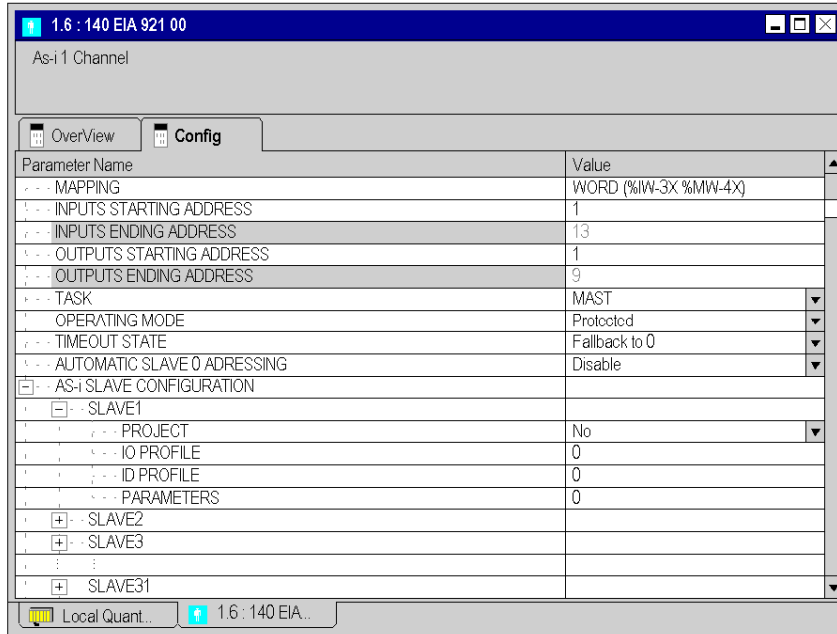 1.6 : 140 EIA 921 00
As-i 1 Channel
OverView Config
Parameter Name Value
MAPPING WORD (%IW-3X %MW-4X)
INPUTS STARTING ADDRESS 1
INPUTS ENDING ADDRESS 13
OUTPUTS STARTING ADDRESS 1
OUTPUTS ENDING ADDRESS 9
TASK MAST
OPERATING MODE Protected
TIMEOUT STATE Fallback to 0
AUTOMATIC SLAVE 0 ADRESSING Disable
AS-i SLAVE CONFIGURATION
SLAVE1
PROJECT No
IO PROFILE 0
ID PROFILE 0
PARAMETERS 0
SLAVE2
SLAVE3
SLAVE31
Local Quant.. 1.6 : 140 EIA..